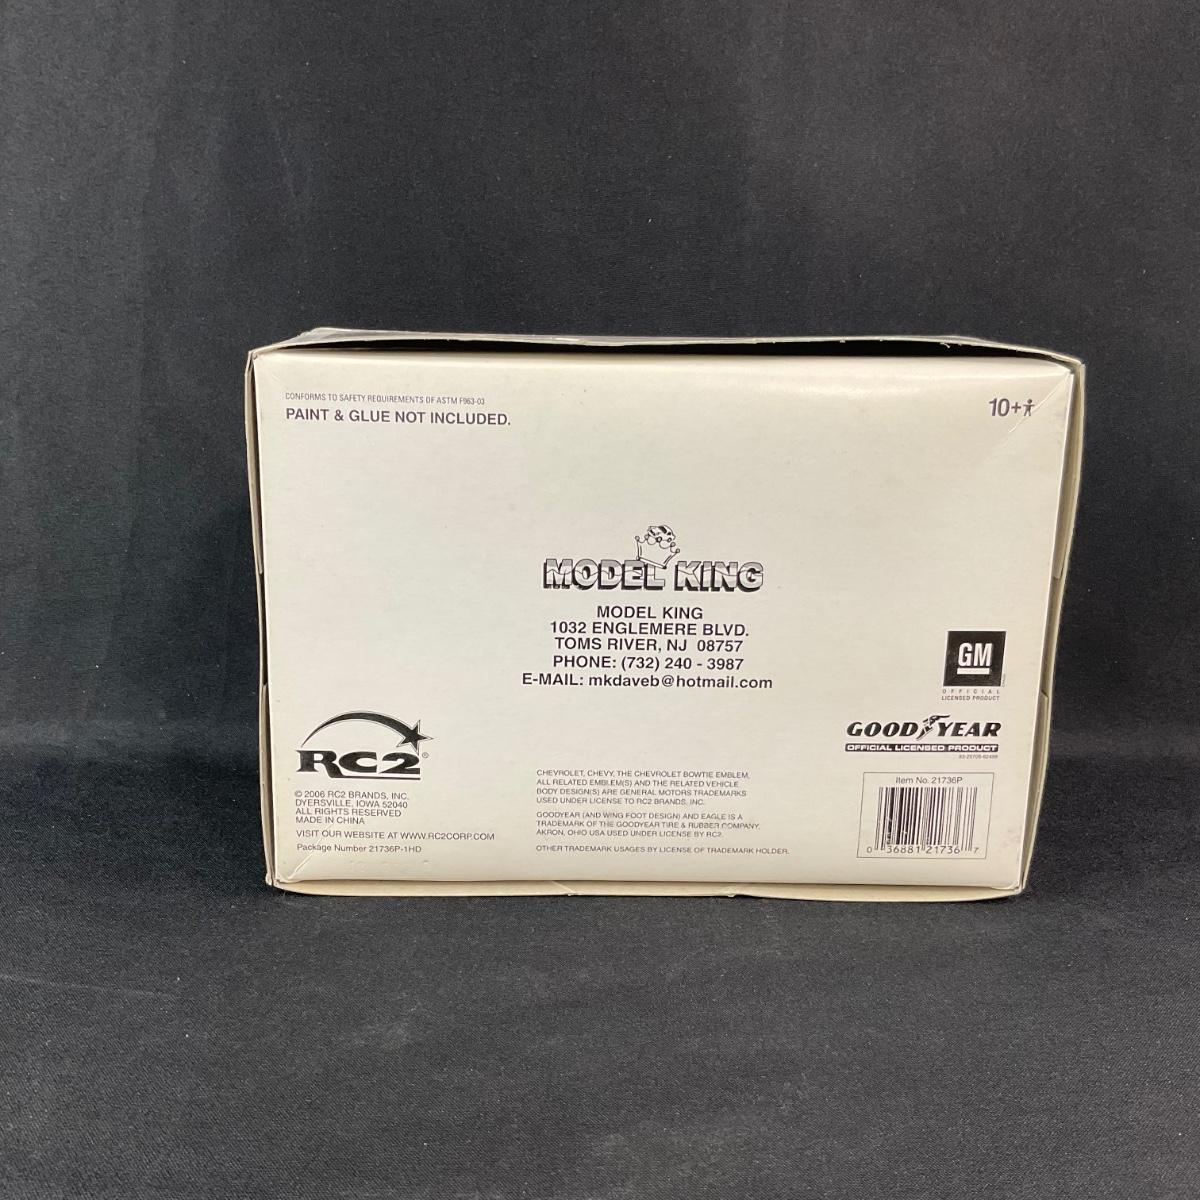 CONFORMS TO SAFETY REQUIREMENTS OF ASTM F963-03
PAINT & GLUE NOT INCLUDED.
10+
MODEL KING
MODEL KING
1032 ENGLEMERE BLVD.
TOMS RIVER, NJ 08757
PHONE: (732) 240 - 3987
E-MAIL: mkdaveb@hotmail.com
GM
OFFICIAL
LICENSED PRODUCT
GOODYEAR
OFFICIAL LICENSED PRODUCT
RC2®
© 2006 RC2 BRANDS, INC.
DYERSVILLE, IOWA 52040
ALL RIGHTS RESERVED
MADE IN CHINA
VISIT OUR WEBSITE AT WWW.RC2CORP.COM
Package Number 21736P-1HD
CHEVROLET, CHEVY, THE CHEVROLET BOWTIE EMBLEM,
ALL RELATED EMBLEM(S) AND THE RELATED VEHICLE
BODY DESIGN(S) ARE GENERAL MOTORS TRADEMARKS
USED UNDER LICENSE TO RC2 BRANDS, INC.
GOODYEAR (AND WING FOOT DESIGN) AND EAGLE IS A
TRADEMARK OF THE GOODYEAR TIRE & RUBBER COMPANY,
AKRON, OHIO USA USED UNDER LICENSE BY RC2.
OTHER TRADEMARK USAGES BY LICENSE OF TRADEMARK HOLDER.
Item No. 21736P
0 36881 21736 7